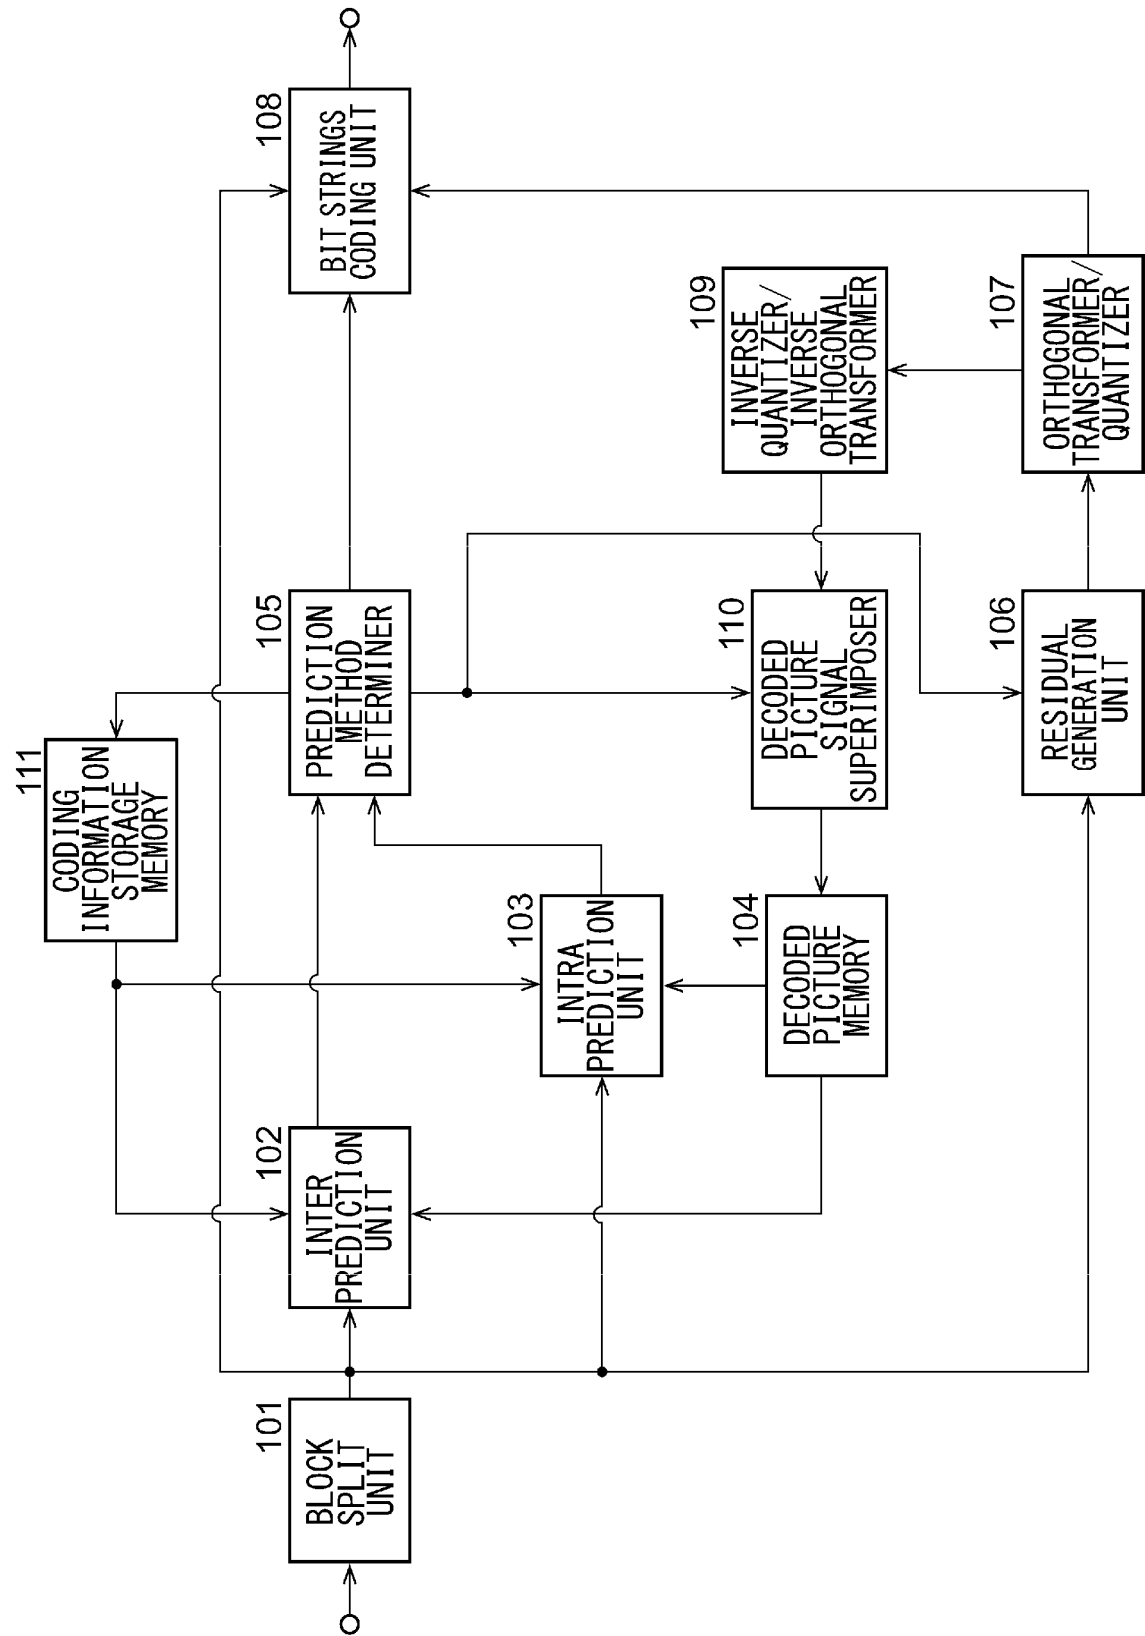 101
BLOCK
SPLIT
UNIT
102
INTER
PREDICTION
UNIT
103
INTRA
PREDICTION
UNIT
104
DECODED
PICTURE
MEMORY
111
CODING
INFORMATION
STORAGE
MEMORY
105
PREDICTION
METHOD
DETERMINER
110
DECODED
PICTURE
SIGNAL
SUPERIMPOSER
106
RESIDUAL
GENERATION
UNIT
108
BIT STRINGS
CODING UNIT
109
INVERSE
QUANTIZER/
INVERSE
ORTHOGONAL
TRANSFORMER
107
ORTHOGONAL
TRANSFORMER/
QUANTIZER